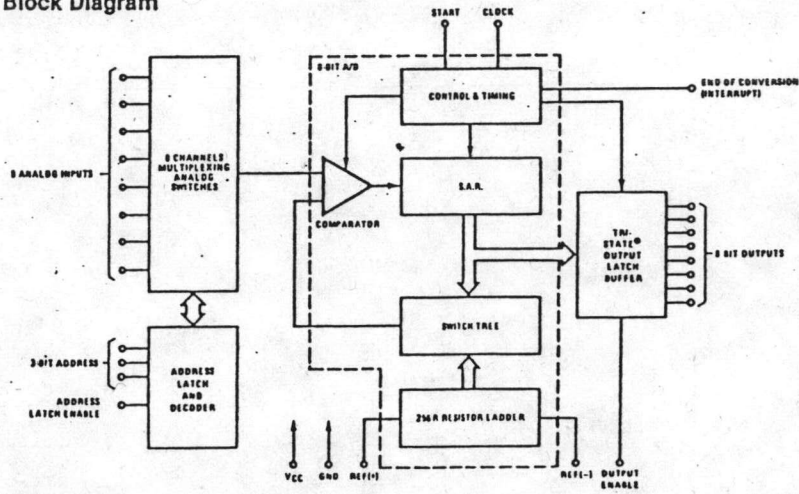 Block Diagram
START
CLOCK
8-BIT A/D
CONTROL & TIMING
END OF CONVERSION
(INTERRUPT)
8 ANALOG INPUTS
8 CHANNELS
MULTIPLEXING
ANALOG
SWITCHES
COMPARATOR
S.A.R.
TRI-
STATE®
OUTPUT
LATCH
BUFFER
8 BIT OUTPUTS
SWITCH TREE
3-BIT ADDRESS
ADDRESS
LATCH ENABLE
ADDRESS
LATCH
AND
DECODER
256R RESISTOR LADDER
VCC
GND
REF(+)
REF(-)
OUTPUT
ENABLE